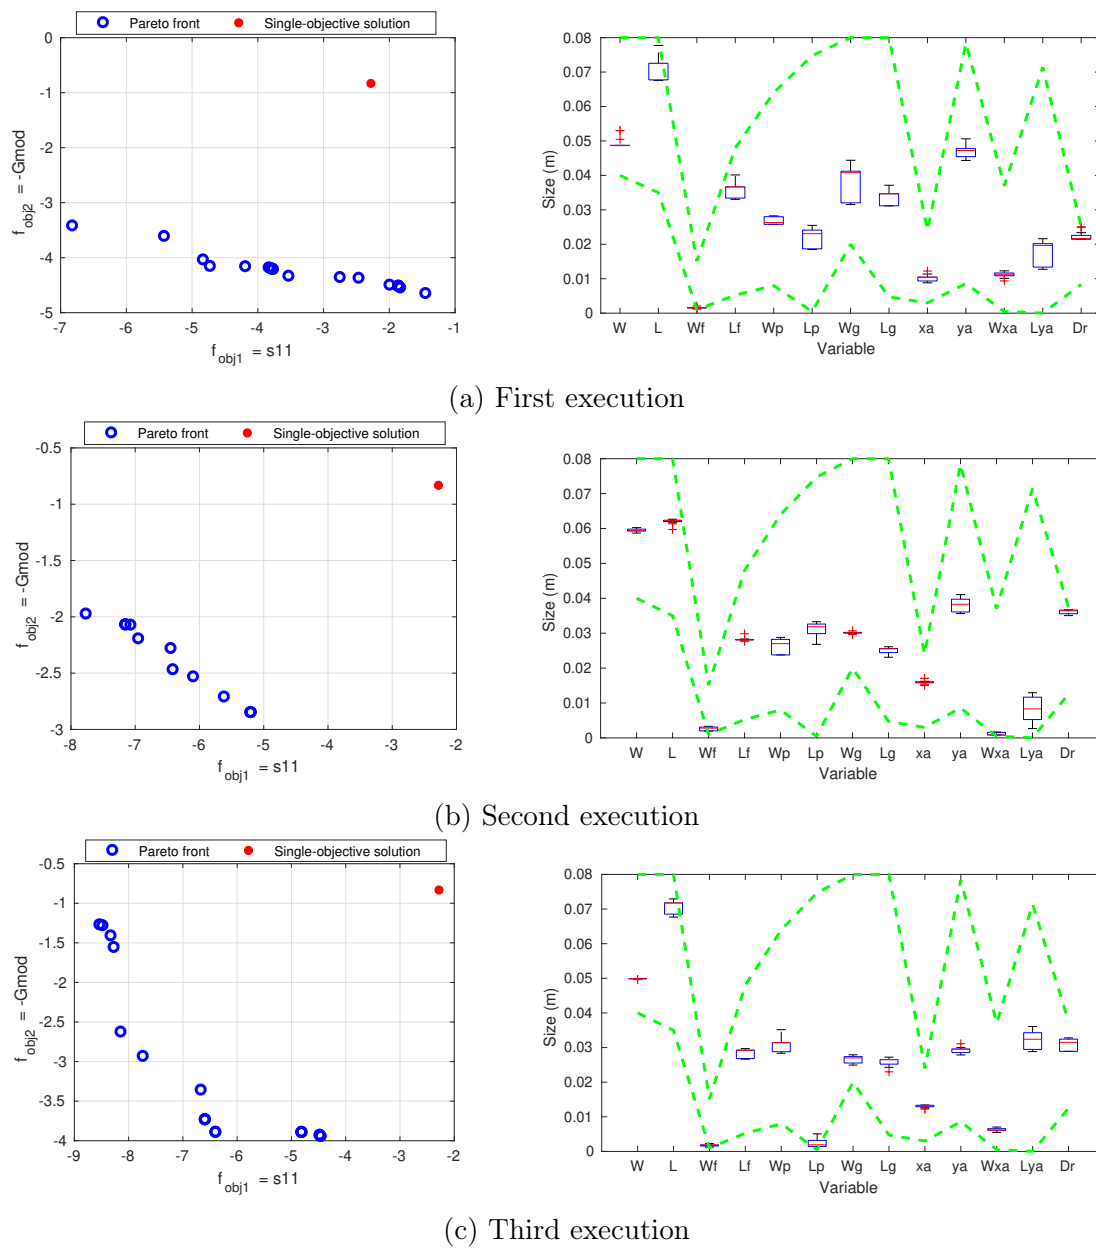 Pareto front Single-objective solution
0
-1
-2
-3
-4
-5
-7 -6 -5 -4 -3 -2 -1
f_obj2 = -Gmod
f_obj1 = s11
0.08
0.07
0.06
0.05
0.04
0.03
0.02
0.01
0
Size (m)
W L Wf Lf Wp Lp Wg Lg xa ya Wxa Lya Dr
Variable
(a) First execution
Pareto front Single-objective solution
-0.5
-1
-1.5
-2
-2.5
-3
-8 -7 -6 -5 -4 -3 -2
f_obj2 = -Gmod
f_obj1 = s11
0.08
0.07
0.06
0.05
0.04
0.03
0.02
0.01
0
Size (m)
W L Wf Lf Wp Lp Wg Lg xa ya Wxa Lya Dr
Variable
(b) Second execution
Pareto front Single-objective solution
-0.5
-1
-1.5
-2
-2.5
-3
-3.5
-4
-9 -8 -7 -6 -5 -4 -3 -2
f_obj2 = -Gmod
f_obj1 = s11
0.08
0.07
0.06
0.05
0.04
0.03
0.02
0.01
0
Size (m)
W L Wf Lf Wp Lp Wg Lg xa ya Wxa Lya Dr
Variable
(c) Third execution